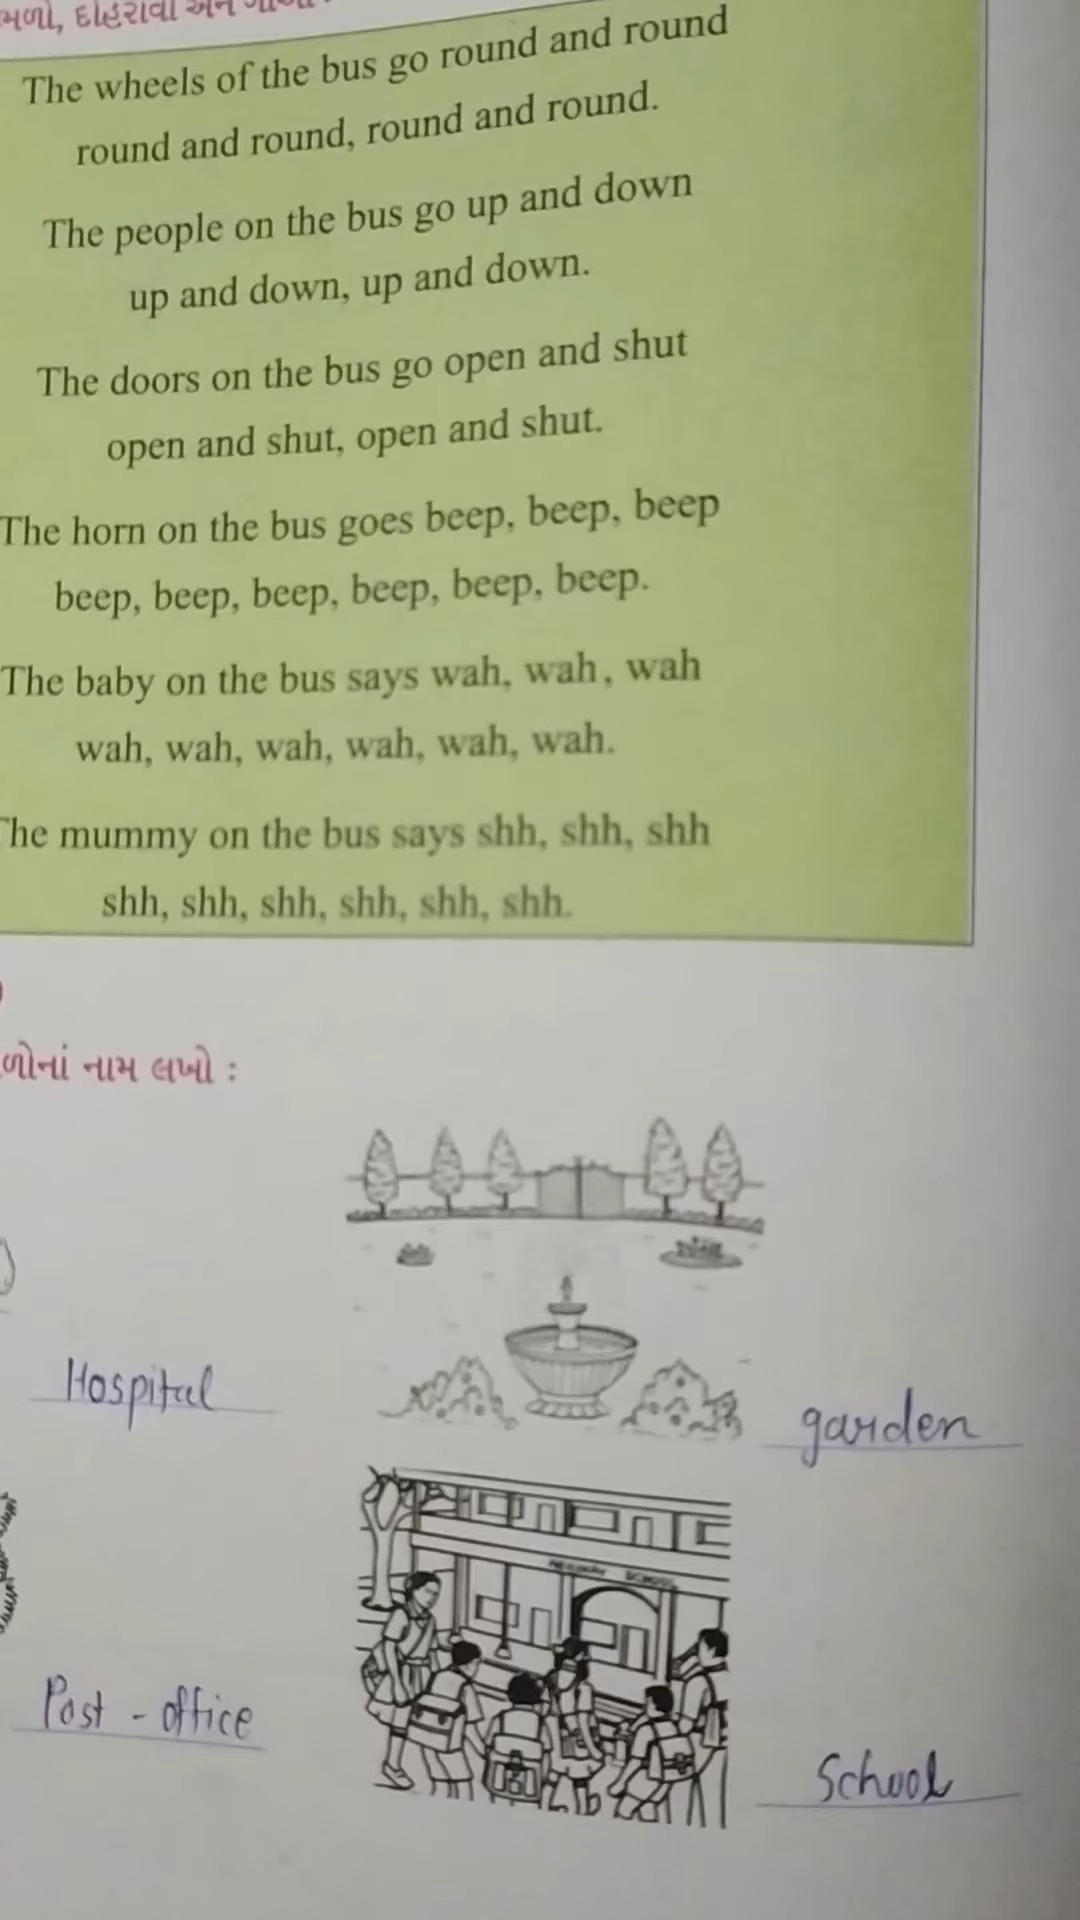 દોહરાવો અને
The wheels of the bus go round and round
round and round, round and round.
The people on the bus go up and down
up and down, up and down.
The doors on the bus go open and shut
open and shut, open and shut.
The horn on the bus goes beep, beep, beep
beep, beep, beep, beep, beep, beep.
The baby on the bus says wah, wah, wah
wah, wah, wah, wah, wah, wah.
The mummy on the bus says shh, shh, shh
shh, shh, shh, shh, shh, shh.
નામ લખો :
Hospital
garden
SCHOOL
Post - office
School